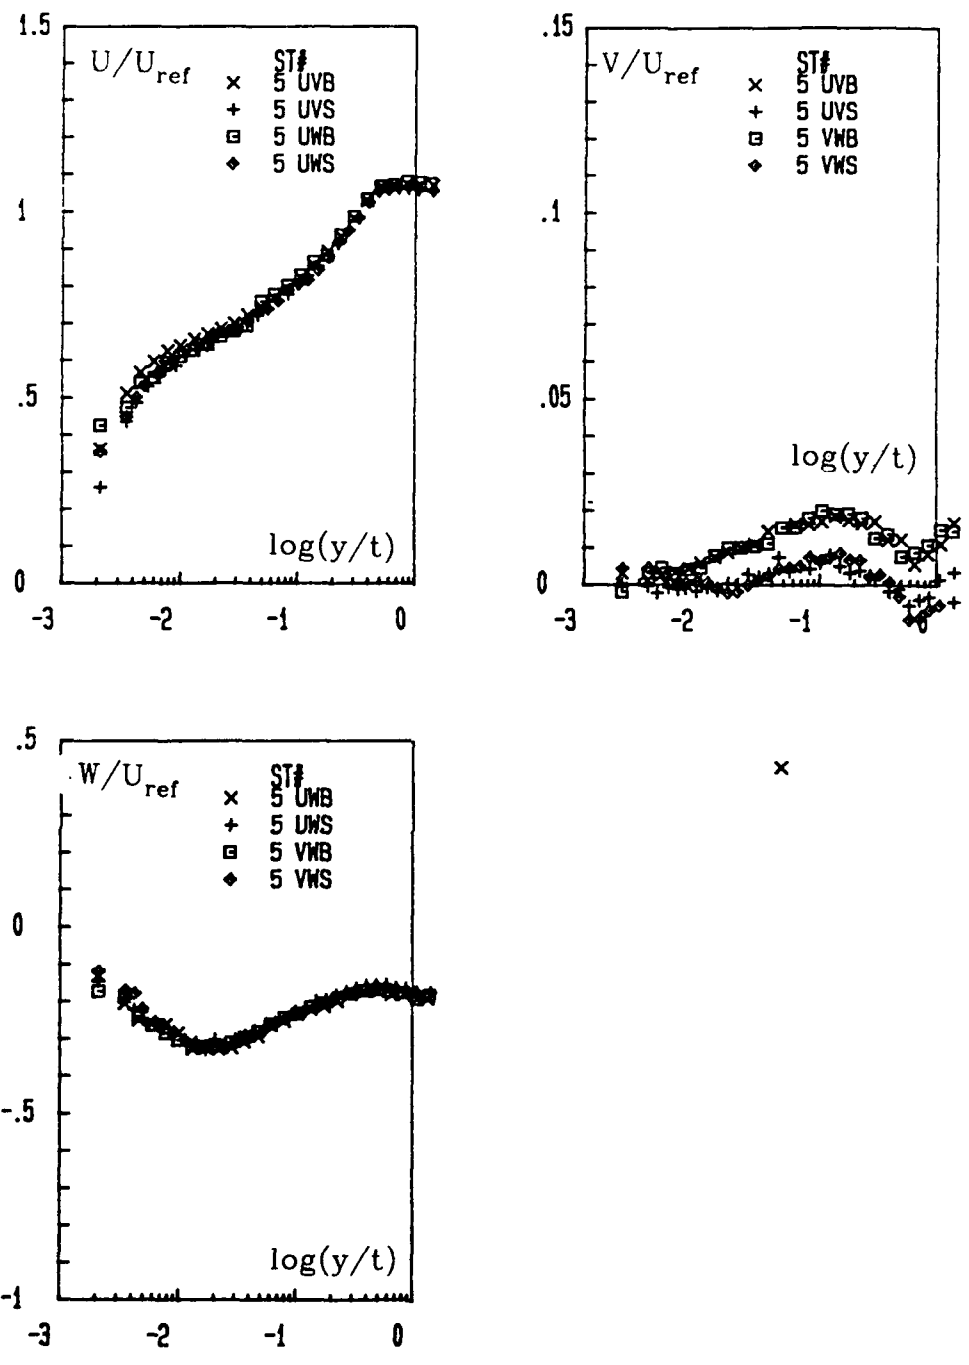 1.5
U/U_ref
ST#
× 5 UVB
+ 5 UVS
5 UWB
5 UWS
1
.5
log(y/t)
0
-3 -2 -1 0
.15
V/U_ref
ST#
× 5 UVB
+ 5 UVS
5 VWB
5 VWS
.1
.05
log(y/t)
0
-3 -2 -1 0
.5
W/U_ref
ST#
× 5 UWB
+ 5 UWS
5 VWB
5 VWS
0
-.5
log(y/t)
-1
-3 -2 -1 0